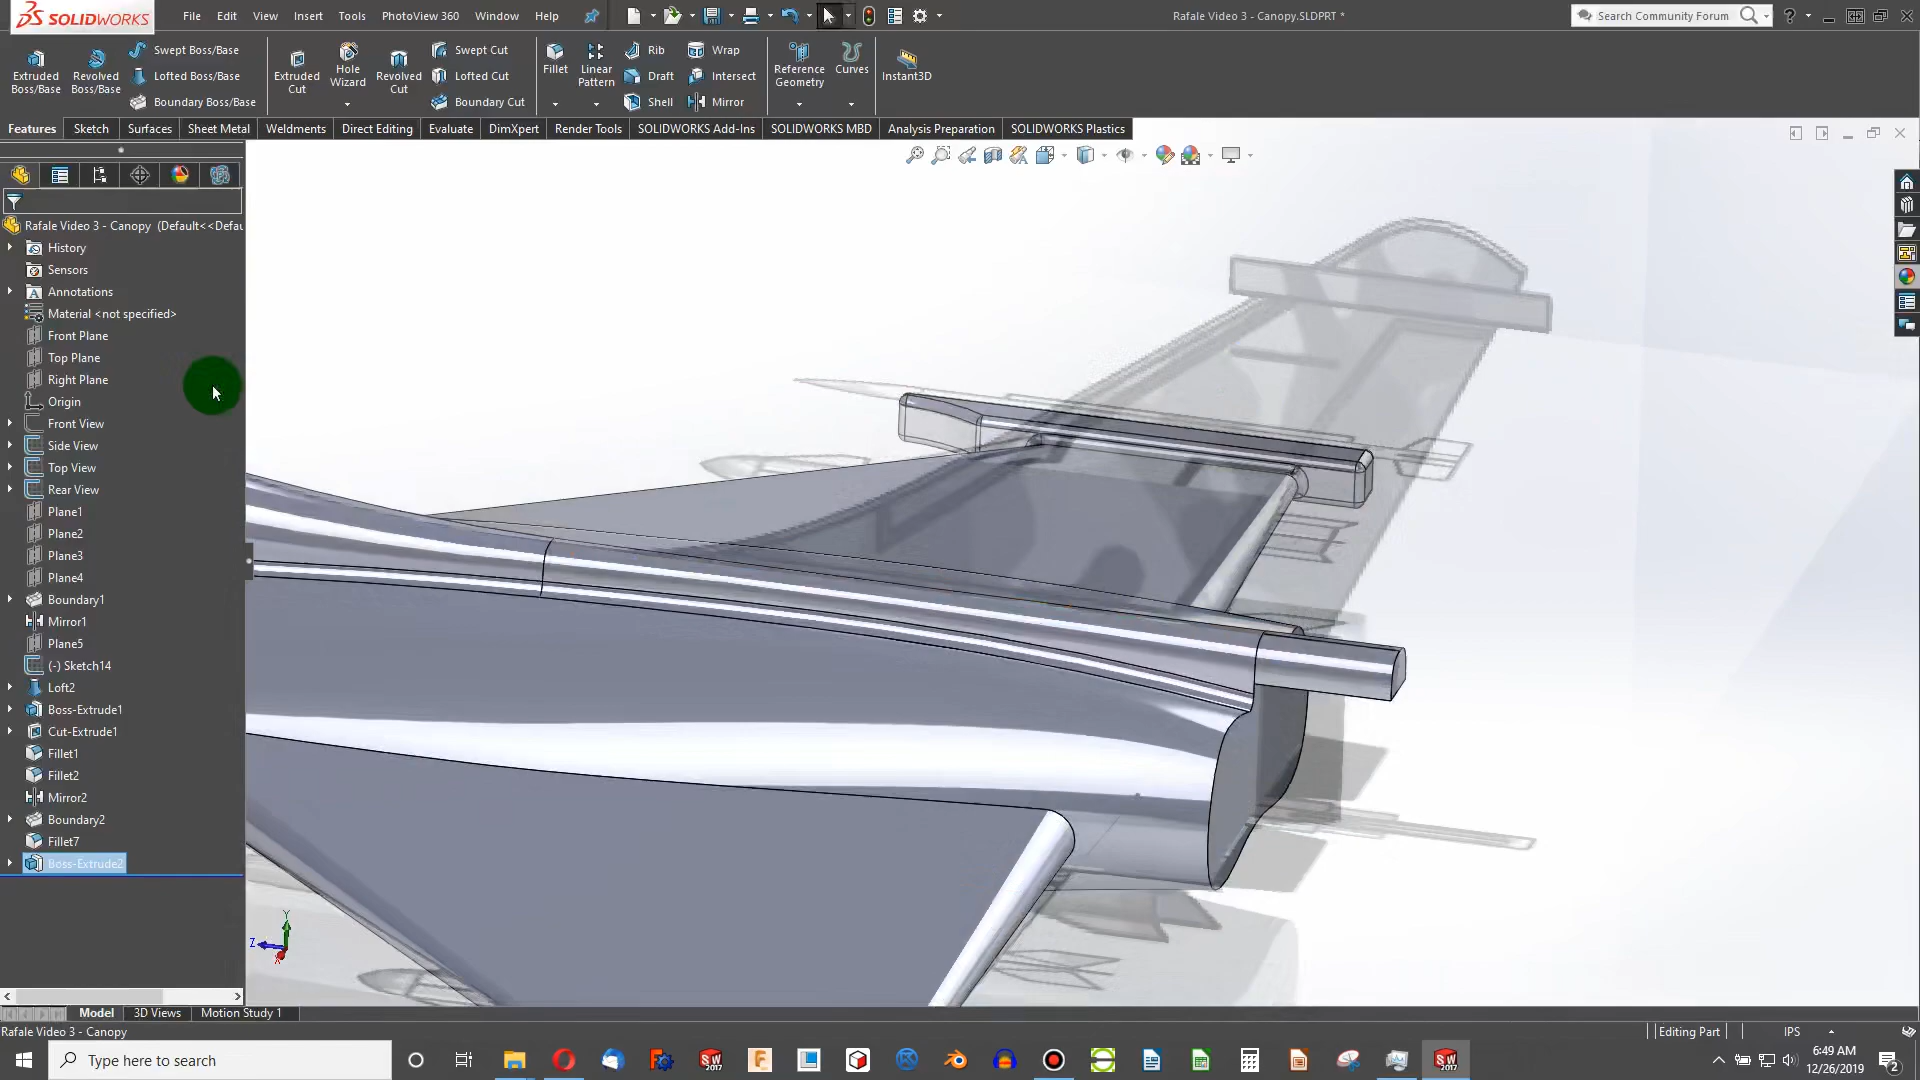 SOLIDWORKS File Edit View Insert Tools PhotoView 360 Window Help Rafale Video 3 - Canopy.SLDPRT * Search Community Forum
Extruded Boss/Base
Revolved Boss/Base
Swept Boss/Base
Lofted Boss/Base
Boundary Boss/Base
Extruded Cut
Hole Wizard
Revolved Cut
Swept Cut
Lofted Cut
Boundary Cut
Fillet
Linear Pattern
Rib
Draft
Shell
Wrap
Intersect
Mirror
Reference Geometry
Curves
Instant3D
Features Sketch Surfaces Sheet Metal Weldments Direct Editing Evaluate DimXpert Render Tools SOLIDWORKS Add-Ins SOLIDWORKS MBD Analysis Preparation SOLIDWORKS Plastics
Rafale Video 3 - Canopy (Default<<Defau
History
Sensors
Annotations
Material <not specified>
Front Plane
Top Plane
Right Plane
Origin
Front View
Side View
Top View
Rear View
Plane1
Plane2
Plane3
Plane4
Boundary1
Mirror1
Plane5
(-) Sketch14
Loft2
Boss-Extrude1
Cut-Extrude1
Fillet1
Fillet2
Mirror2
Boundary2
Fillet7
Boss-Extrude2
Y
Z
X
Model 3D Views Motion Study 1
Rafale Video 3 - Canopy Editing Part IPS
Type here to search
6:49 AM
12/26/2019
2